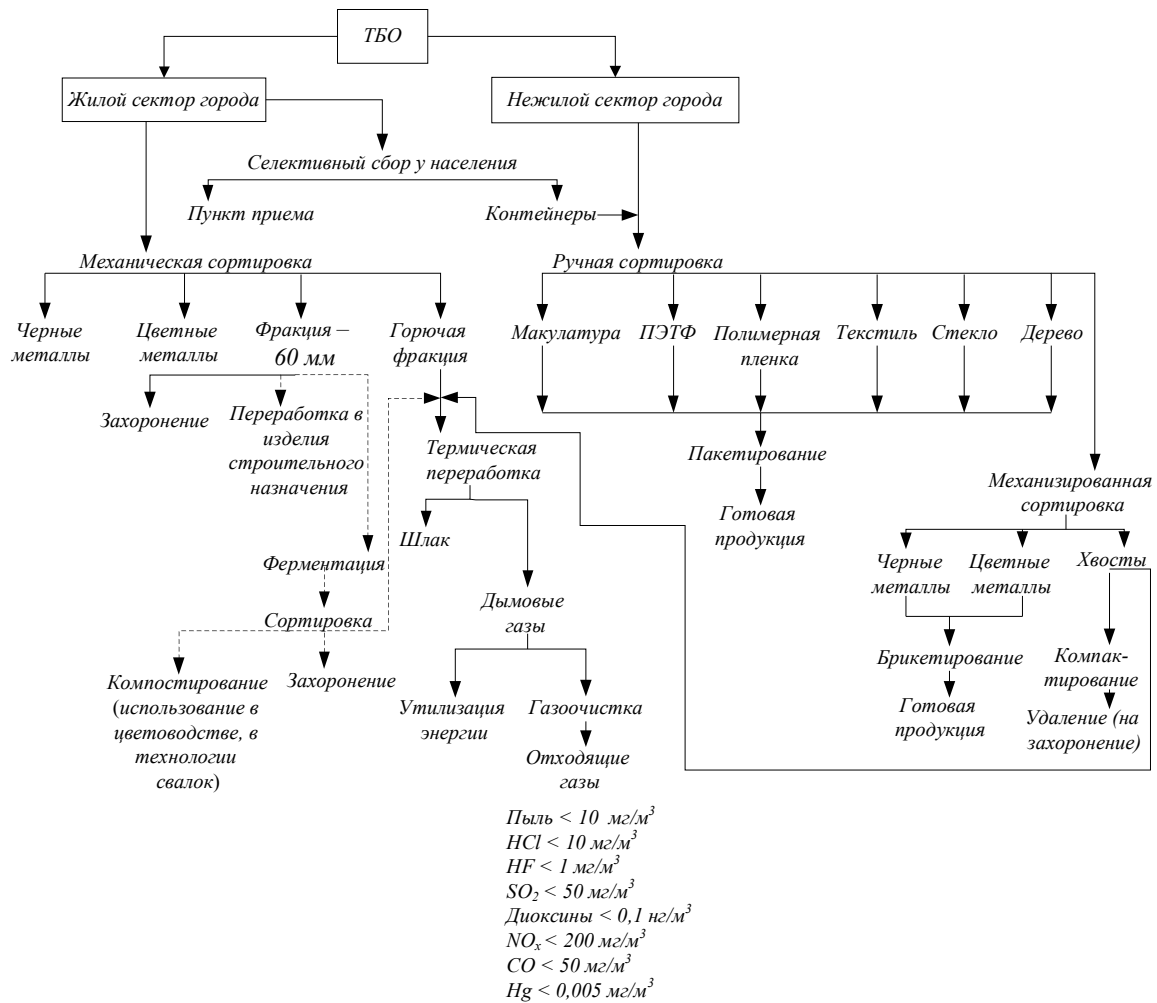 ТБО
Жилой сектор города
Нежилой сектор города
Селективный сбор у населения
Пункт приема
Контейнеры
Механическая сортировка
Ручная сортировка
Черные
металлы
Цветные
металлы
Фракция –
60 мм
Горючая
фракция
Макулатура
ПЭТФ
Полимерная
пленка
Текстиль
Стекло
Дерево
Захоронение
Переработка в
изделия
строительного
назначения
Термическая
переработка
Пакетирование
Готовая
продукция
Механизированная
сортировка
Шлак
Ферментация
Черные
металлы
Цветные
металлы
Хвосты
Дымовые
газы
Сортировка
Компостирование
(использование в
цветоводстве, в
технологии
свалок)
Захоронение
Утилизация
энергии
Газоочистка
Отходящие
газы
Брикетирование
Готовая
продукция
Компак-
тирование
Удаление (на
захоронение)
Пыль < 10 мг/м³
HCl < 10 мг/м³
HF < 1 мг/м³
SO₂ < 50 мг/м³
Диоксины < 0,1 нг/м³
NOₓ < 200 мг/м³
CO < 50 мг/м³
Hg < 0,005 мг/м³